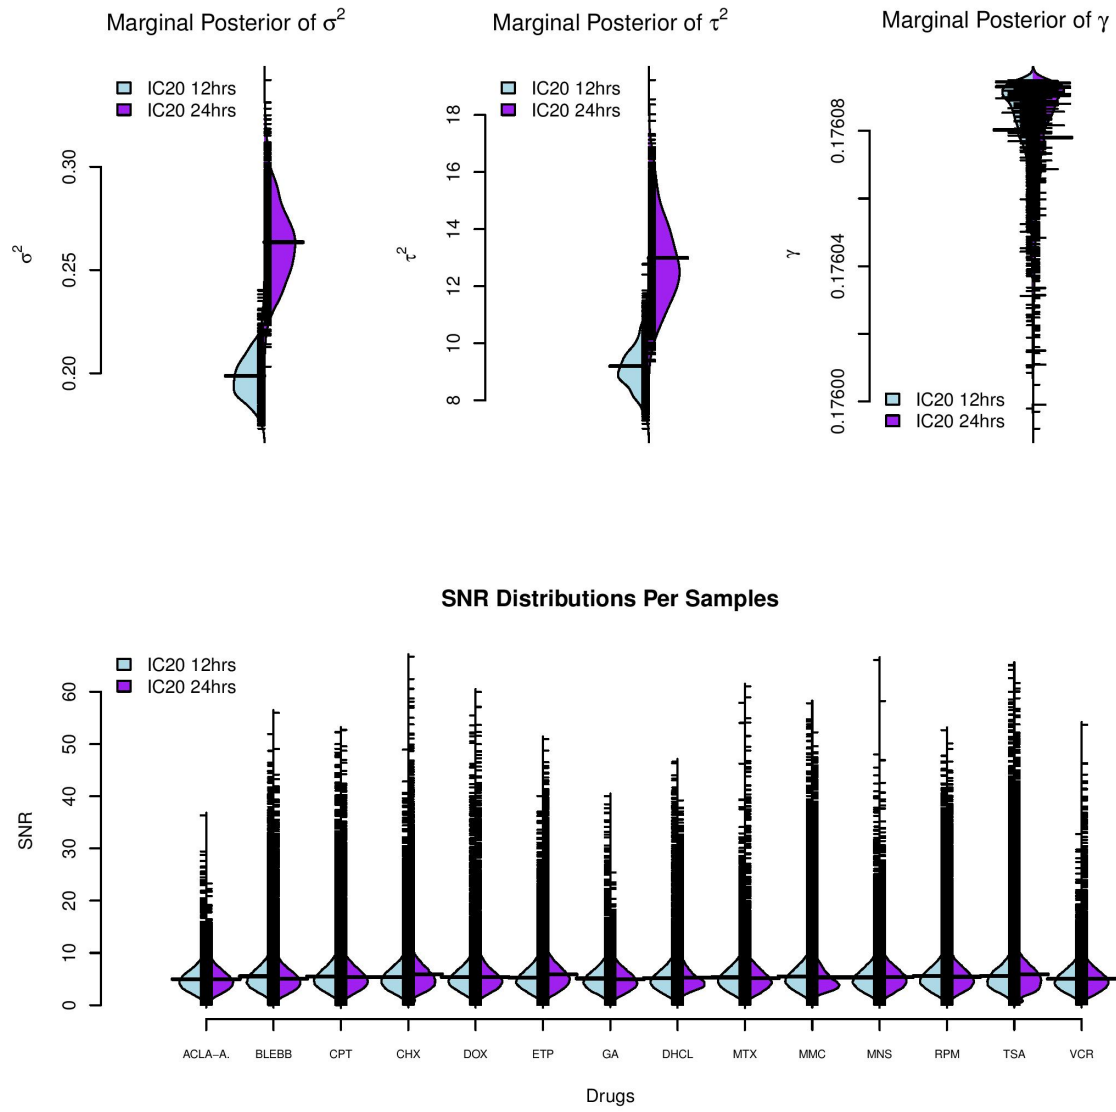 Marginal Posterior of σ²
Marginal Posterior of τ²
Marginal Posterior of γ
IC20 12hrs
IC20 24hrs
σ²
0.20
0.25
0.30
IC20 12hrs
IC20 24hrs
τ²
8
10
12
14
16
18
γ
0.17600
0.17604
0.17608
IC20 12hrs
IC20 24hrs
SNR Distributions Per Samples
IC20 12hrs
IC20 24hrs
SNR
0
10
20
30
40
50
60
ACLA−A. BLEBB CPT CHX DOX ETP GA DHCL MTX MMC MNS RPM TSA VCR
Drugs